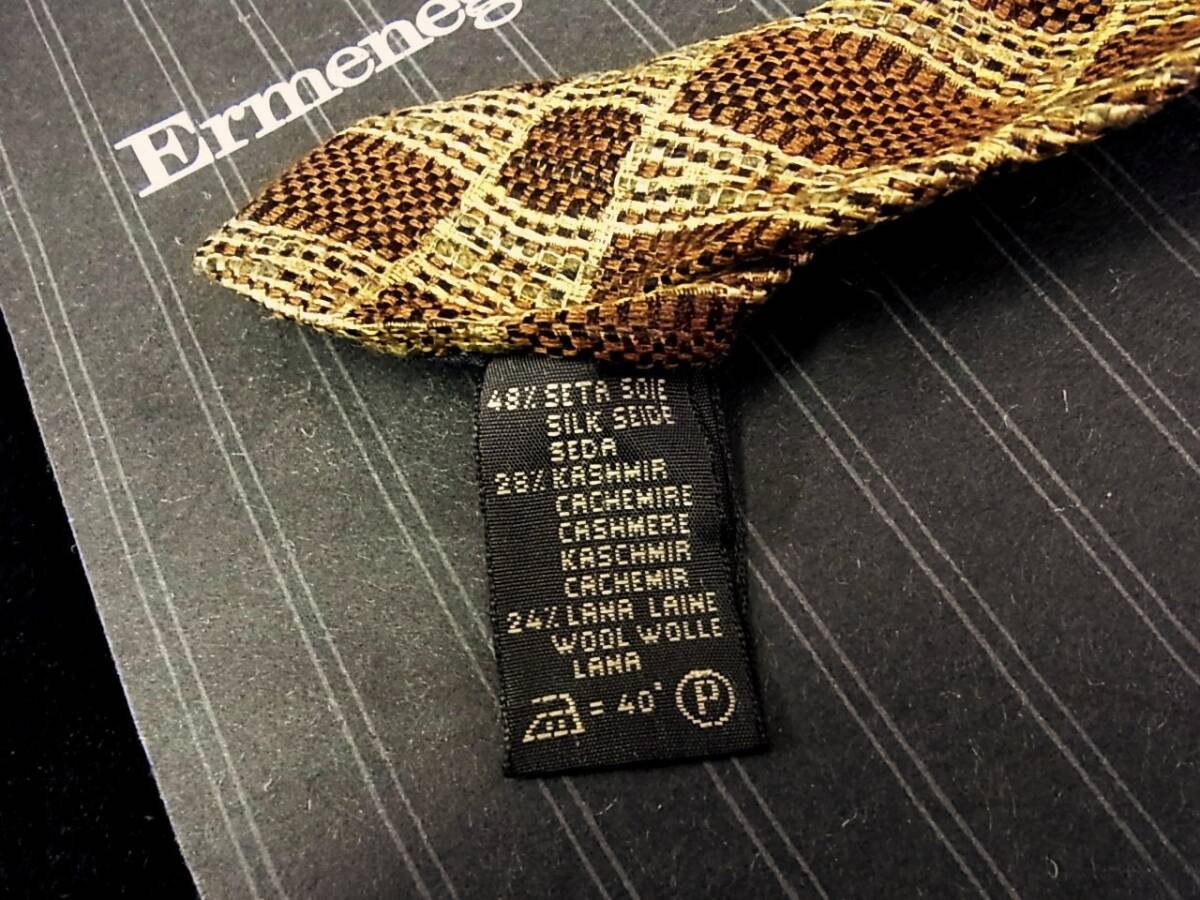 Ermeneg
48% SETA SOIE
SILK SEIDE
SEDA
28% KASHMIR
CACHEMIRE
CASHMERE
KASCHMIR
CACHEMIR
24% LANA LAINE
WOOL WOLLE
LANA
= 40° P